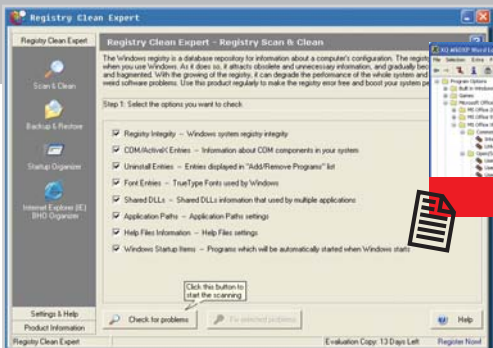 Registry Clean Expert
Registry Clean Expert
Registry Clean Expert - Registry Scan & Clean
The Windows registry is a database repository for information about a computer's configuration. The registry
when you use Windows. As it does so, it attracts obsolete and unnecessary information, and gradually bec
and fragmented. With the growing of the registry, it can degrade the performance of the whole system and
weird software problems. Use this product regularly to make the registry error free and boost your system pe
Step 1: Select the options you want to check
Scan & Clean
Backup & Restore
Startup Organizer
Internet Explorer (IE)
BHO Organizer
Registry Integrity - Windows system registry integrity
COM/ActiveX Entries - Information about COM components in your system
Uninstall Entries - Entries displayed in "Add/Remove Programs" list
Font Entries - TrueType Fonts used by Windows
Shared DLLs - Shared DLLs information that used by multiple applications
Application Paths - Application Paths settings
Help Files Information - Help Files settings
Windows Startup Items - Programs which will be automatically started when Windows starts
Click this button to
start the scanning
Settings & Help
Product Information
Check for problems
Fix selected problems
Help
Registry Clean Expert
Evaluation Copy: 13 Days Left
Register Now!
File Selection Extra
Program Options
Games